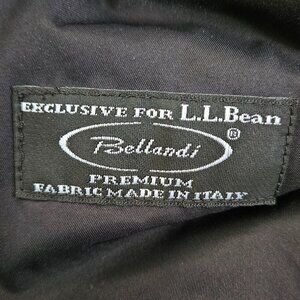 EXCLUSIVE FOR L.L.Bean
Bellandi ®
PREMIUM
FABRIC MADE IN ITALY